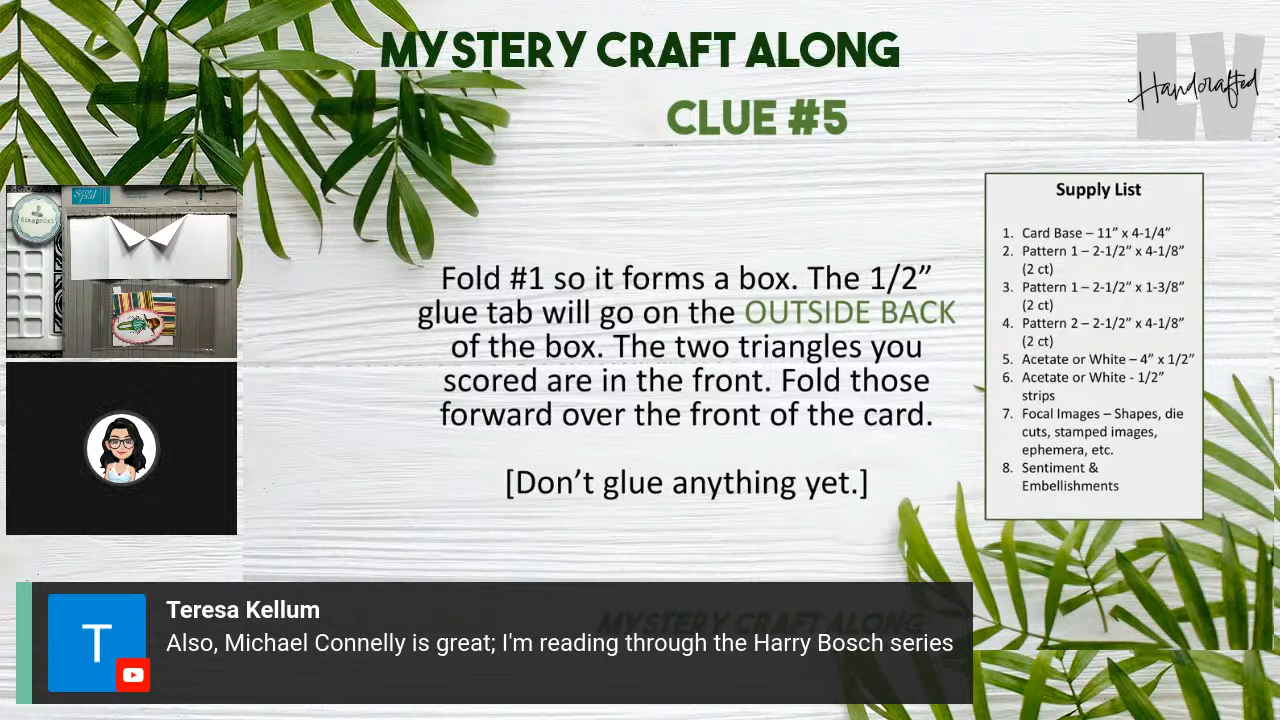 MYSTERY CRAFT ALONG
CLUE #5
Handcrafted
Supply List
1. Card Base – 11” x 4-1/4”
2. Pattern 1 – 2-1/2” x 4-1/8”
(2 ct)
3. Pattern 1 – 2-1/2” x 1-3/8”
(2 ct)
4. Pattern 2 – 2-1/2” x 4-1/8”
(2 ct)
5. Acetate or White – 4” x 1/2”
6. Acetate or White - 1/2”
strips
7. Focal Images – Shapes, die
cuts, stamped images,
ephemera, etc.
8. Sentiment &
Embellishments
Fold #1 so it forms a box. The 1/2”
glue tab will go on the OUTSIDE BACK
of the box. The two triangles you
scored are in the front. Fold those
forward over the front of the card.
[Don’t glue anything yet.]
MYSTERY CRAFT ALONG
T
Teresa Kellum
Also, Michael Connelly is great; I'm reading through the Harry Bosch series